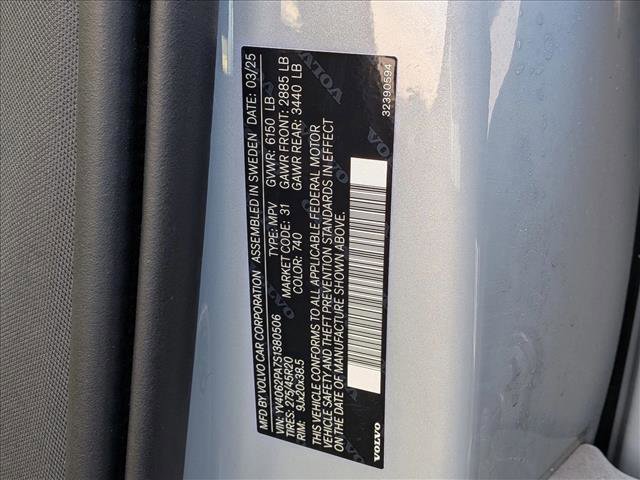 MFD BY VOLVO CAR CORPORATION ASSEMBLED IN SWEDEN DATE: 03/25
VIN: YV4062PA7S1380506 TYPE: MPV GVWR: 6150 LB
TIRES: 275/45R20 MARKET CODE: 31 GAWR FRONT: 2885 LB
RIM: 9Jx20x38.5 COLOR: 740 GAWR REAR: 3440 LB
THIS VEHICLE CONFORMS TO ALL APPLICABLE FEDERAL MOTOR
VEHICLE SAFETY AND THEFT PREVENTION STANDARDS IN EFFECT
ON THE DATE OF MANUFACTURE SHOWN ABOVE.
VOLVO
32390594